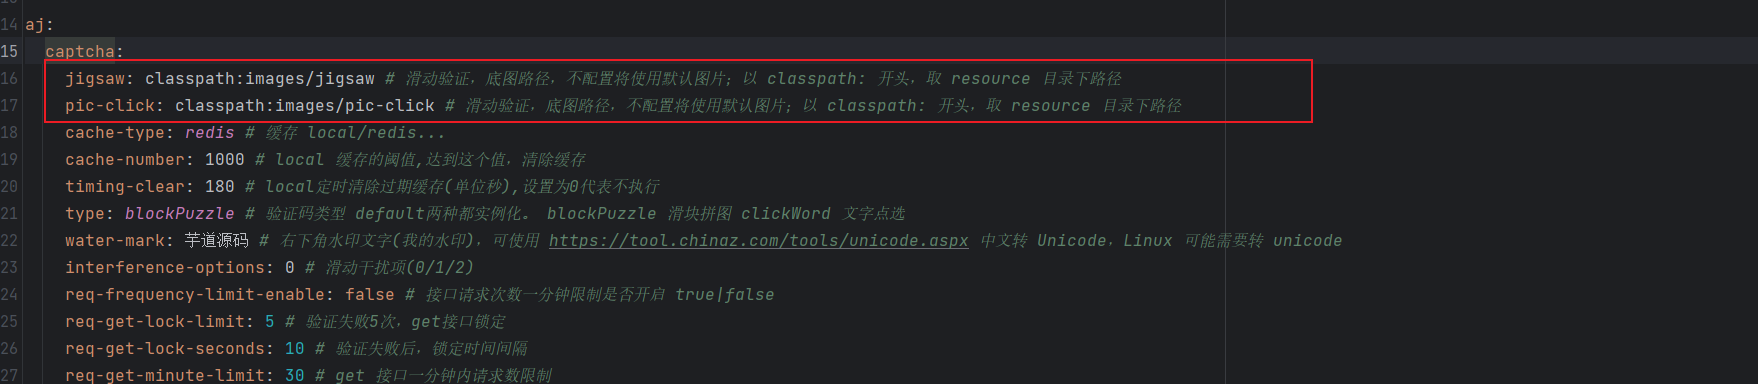 14 aj:
15 captcha:
16 jigsaw: classpath:images/jigsaw # 滑动验证，底图路径，不配置将使用默认图片；以 classpath: 开头，取 resource 目录下路径
17 pic-click: classpath:images/pic-click # 滑动验证，底图路径，不配置将使用默认图片；以 classpath: 开头，取 resource 目录下路径
18 cache-type: redis # 缓存 local/redis...
19 cache-number: 1000 # local 缓存的阈值,达到这个值，清除缓存
20 timing-clear: 180 # local定时清除过期缓存(单位秒),设置为0代表不执行
21 type: blockPuzzle # 验证码类型 default两种都实例化。 blockPuzzle 滑块拼图 clickWord 文字点选
22 water-mark: 芋道源码 # 右下角水印文字(我的水印)，可使用 https://tool.chinaz.com/tools/unicode.aspx 中文转 Unicode，Linux 可能需要转 unicode
23 interference-options: 0 # 滑动干扰项(0/1/2)
24 req-frequency-limit-enable: false # 接口请求次数一分钟限制是否开启 true|false
25 req-get-lock-limit: 5 # 验证失败5次，get接口锁定
26 req-get-lock-seconds: 10 # 验证失败后，锁定时间间隔
27 req-get-minute-limit: 30 # get 接口一分钟内请求数限制